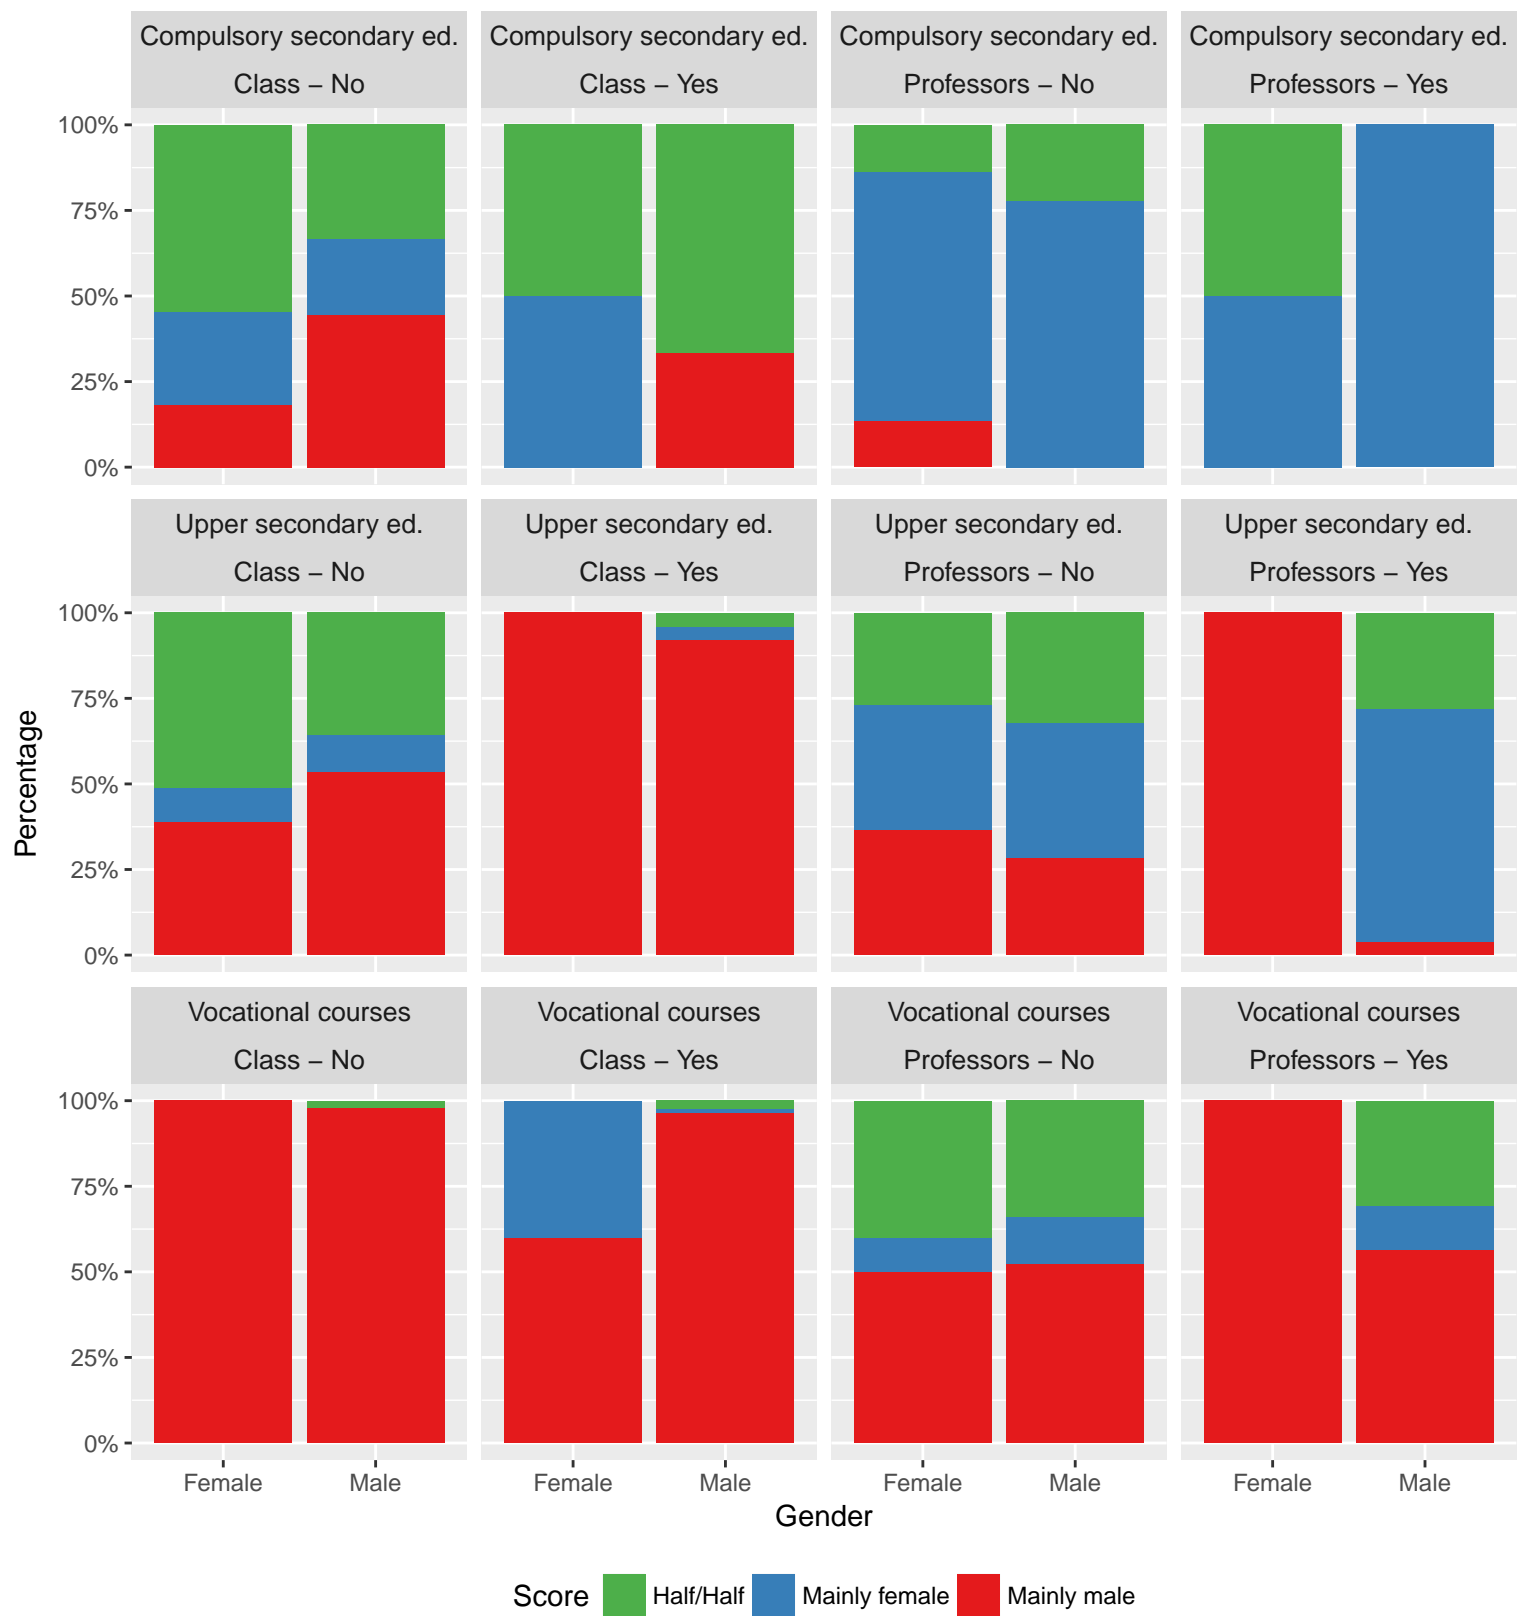 Compulsory secondary ed. Compulsory secondary ed. Compulsory secondary ed. Compulsory secondary ed.
Class – No Class – Yes Professors – No Professors – Yes
100%
75%
50%
25%
0%
Upper secondary ed. Upper secondary ed. Upper secondary ed. Upper secondary ed.
Class – No Class – Yes Professors – No Professors – Yes
100%
75%
50%
25%
0%
Percentage
Vocational courses Vocational courses Vocational courses Vocational courses
Class – No Class – Yes Professors – No Professors – Yes
100%
75%
50%
25%
0%
Female Male Female Male Female Male Female Male
Gender
Score Half/Half Mainly female Mainly male